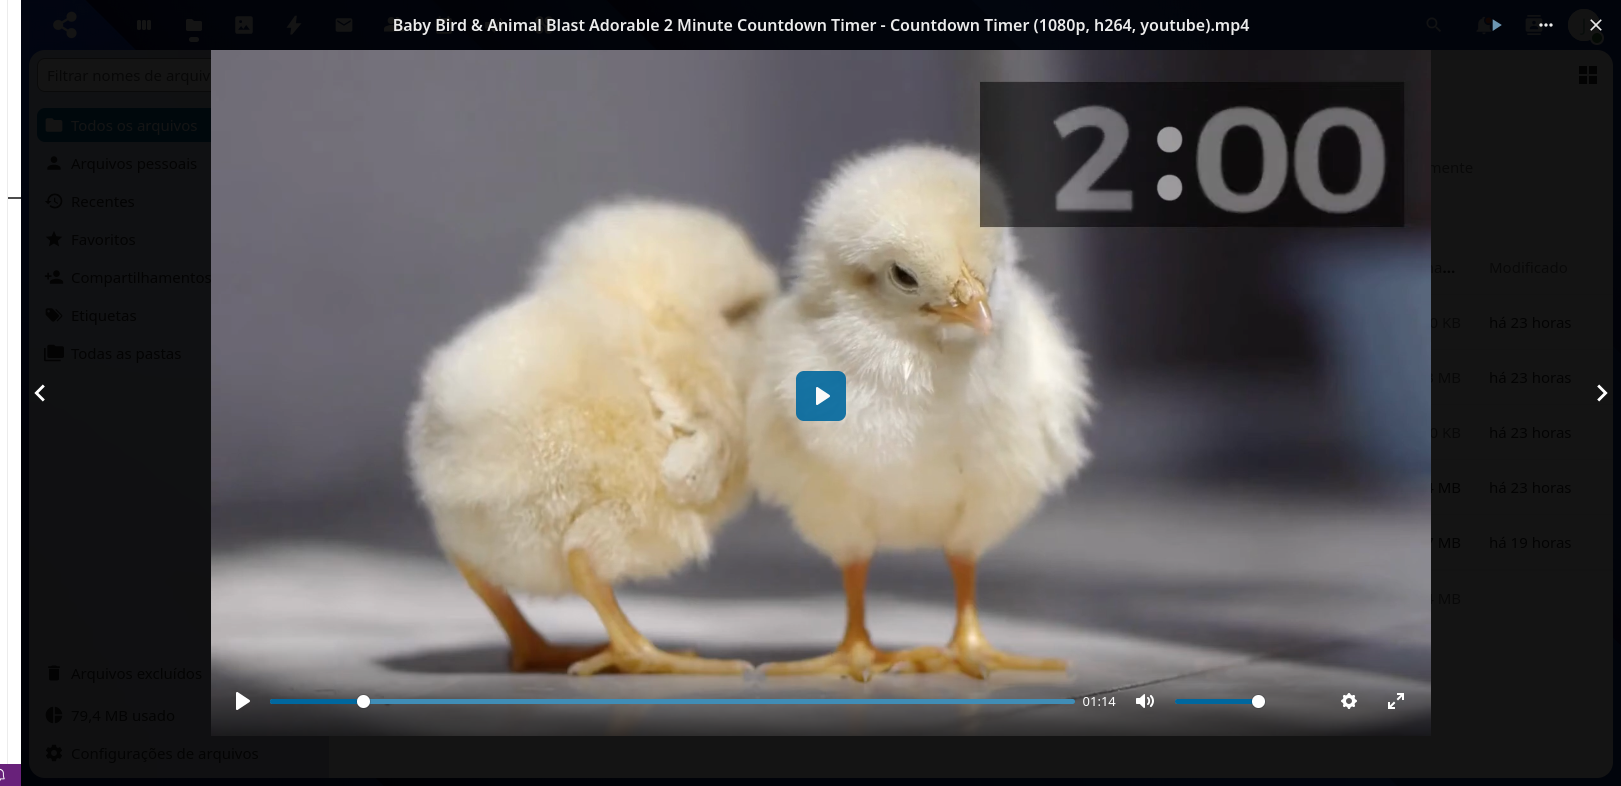 Baby Bird & Animal Blast Adorable 2 Minute Countdown Timer - Countdown Timer (1080p, h264, youtube).mp4
Filtrar nomes de arquiv
2:00
Todos os arquivos
Arquivos pessoais
mente
Recentes
Favoritos
Modificado
Compartilhamentos
Etiquetas
KB há 23 horas
Todas as pastas
MB há 23 horas
KB há 23 horas
MB há 23 horas
MB há 19 horas
MB
Arquivos excluídos
01:14
79,4 MB usado
Configurações de arquivos